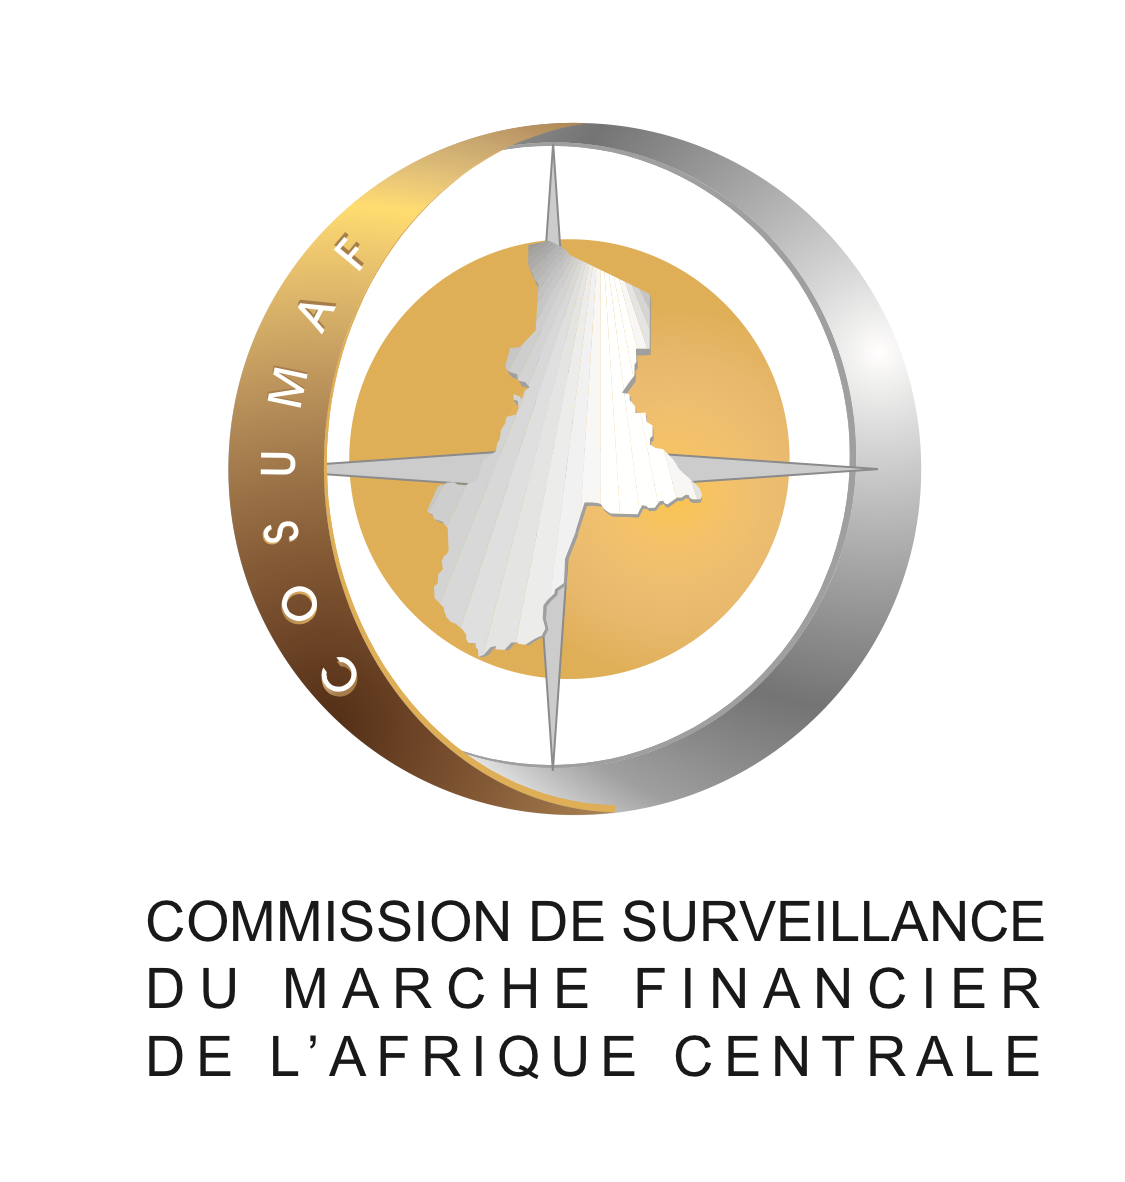 COSUMAF
COMMISSION DE SURVEILLANCE
DU MARCHE FINANCIER
DE L’AFRIQUE CENTRALE